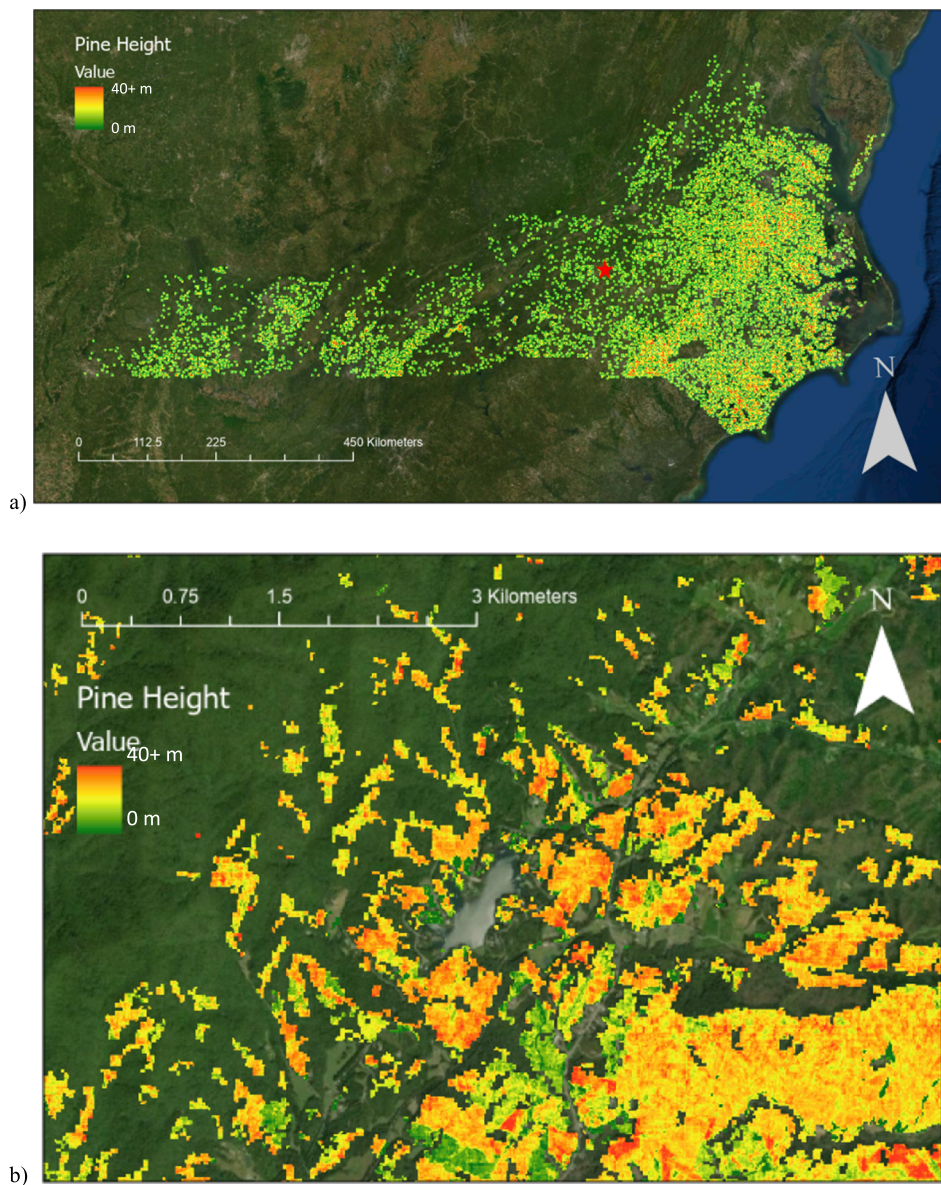 Pine Height
Value
40+ m
0 m
N
0 112.5 225 450 Kilometers
a)
0 0.75 1.5 3 Kilometers
N
Pine Height
Value
40+ m
0 m
b)